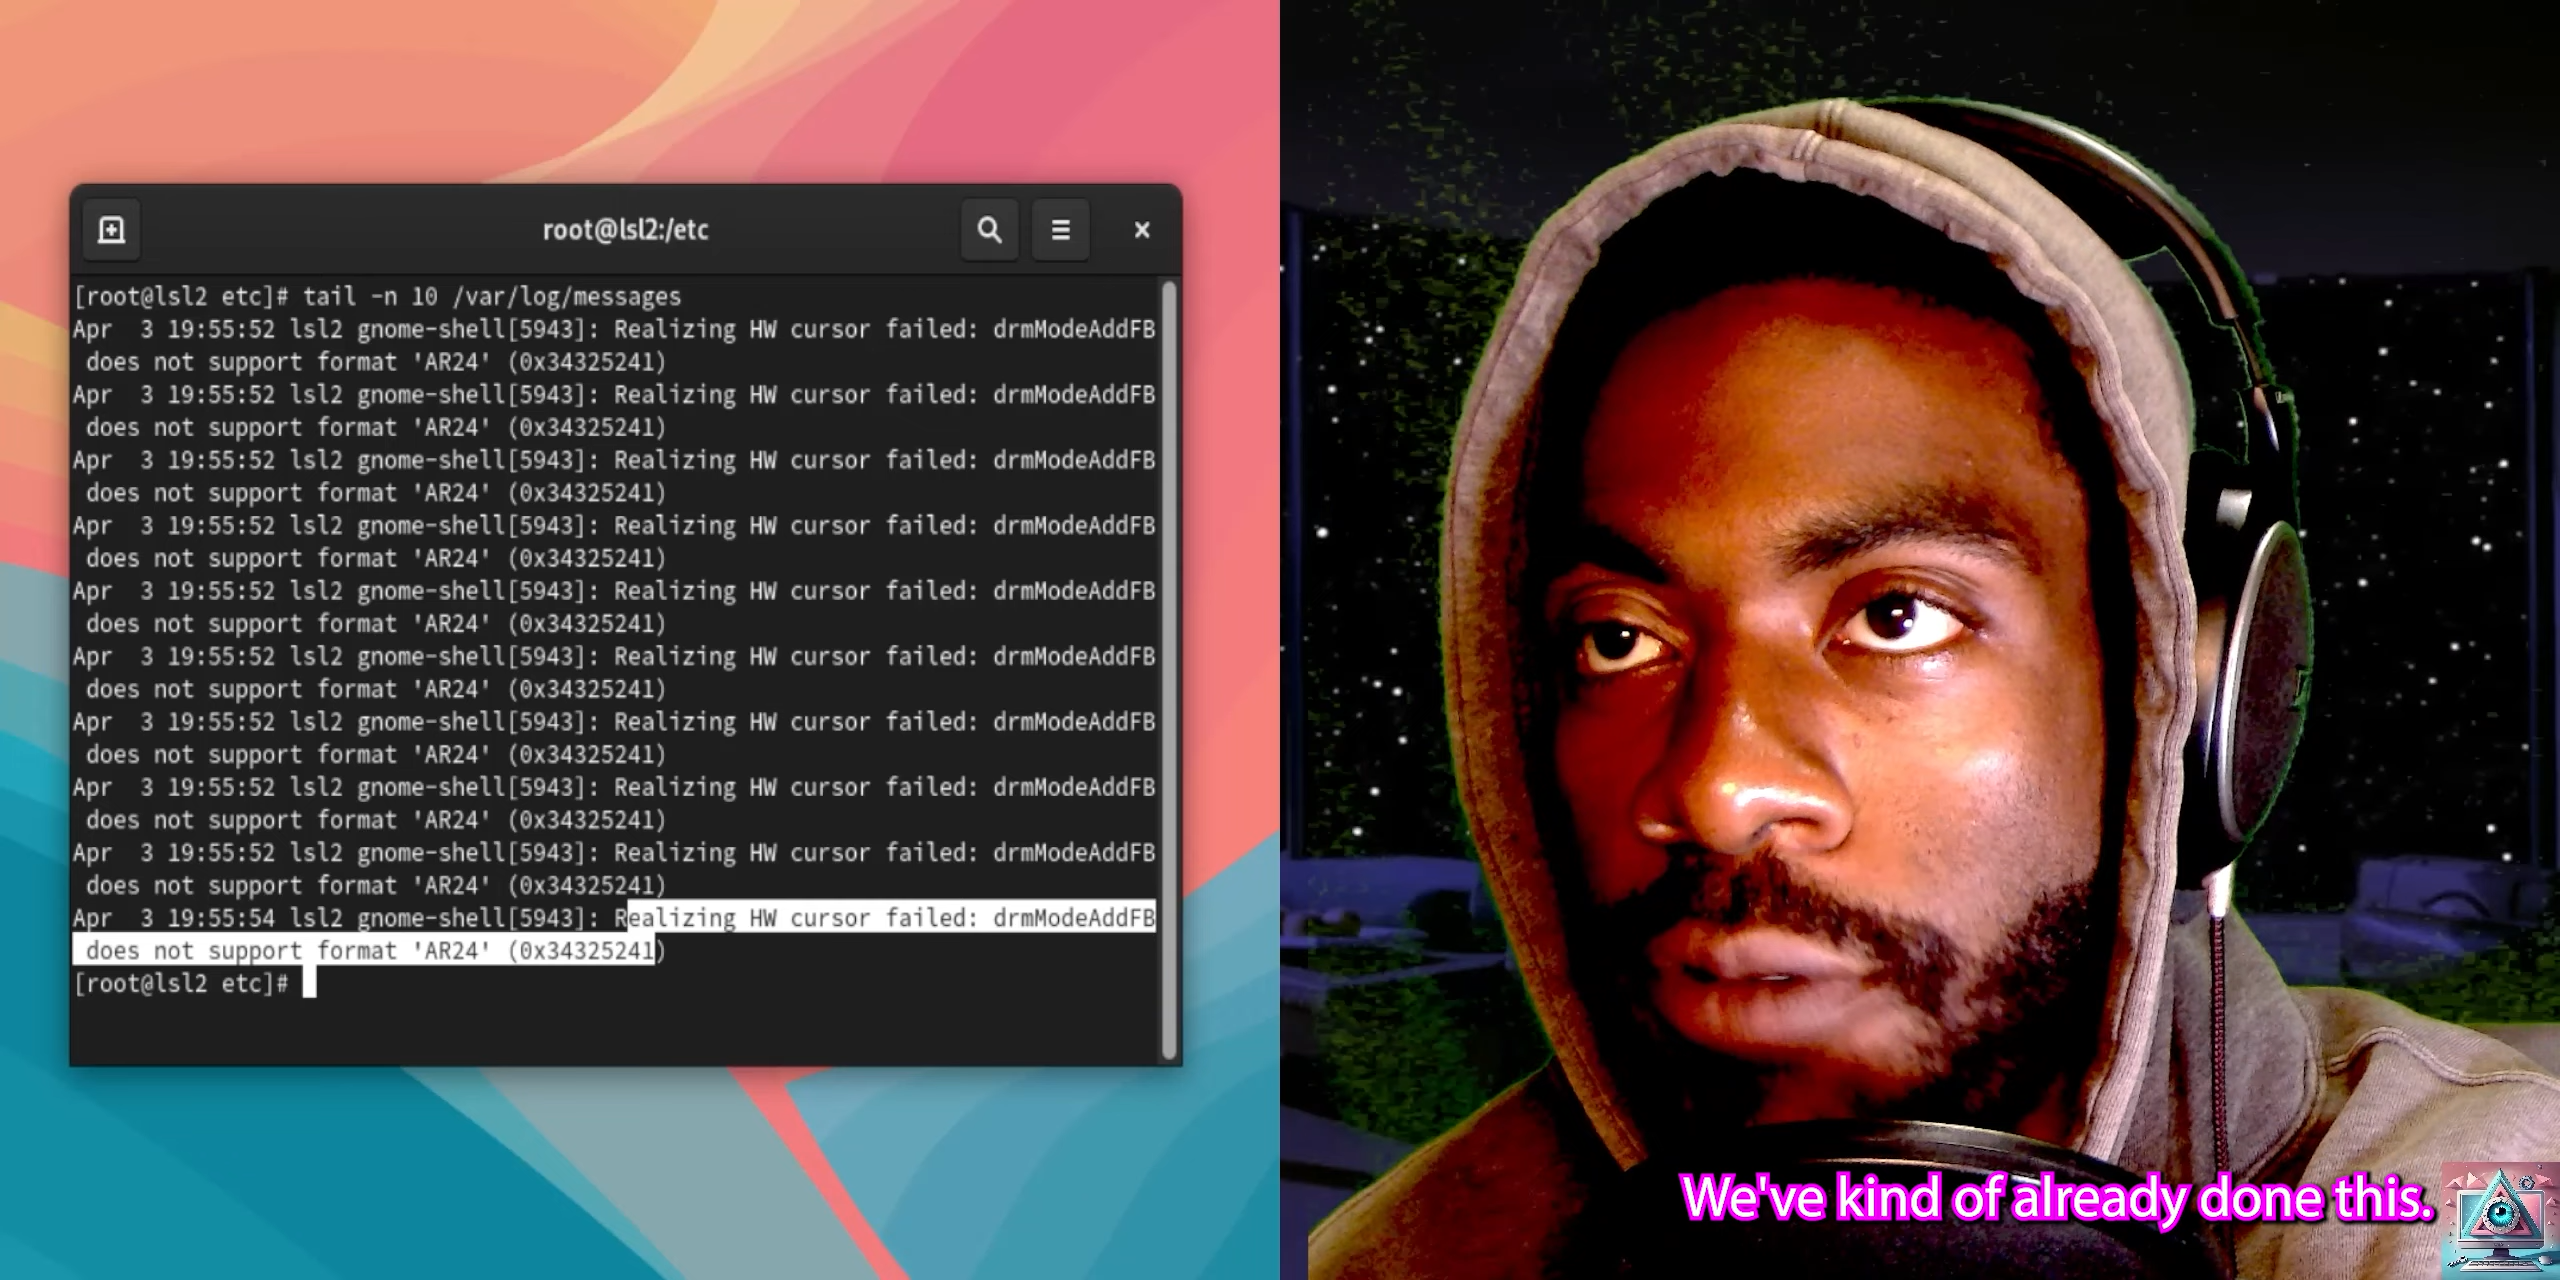 root@lsl2:/etc
[root@lsl2 etc]# tail -n 10 /var/log/messages
Apr  3 19:55:52 lsl2 gnome-shell[5943]: Realizing HW cursor failed: drmModeAddFB
 does not support format 'AR24' (0x34325241)
Apr  3 19:55:52 lsl2 gnome-shell[5943]: Realizing HW cursor failed: drmModeAddFB
 does not support format 'AR24' (0x34325241)
Apr  3 19:55:52 lsl2 gnome-shell[5943]: Realizing HW cursor failed: drmModeAddFB
 does not support format 'AR24' (0x34325241)
Apr  3 19:55:52 lsl2 gnome-shell[5943]: Realizing HW cursor failed: drmModeAddFB
 does not support format 'AR24' (0x34325241)
Apr  3 19:55:52 lsl2 gnome-shell[5943]: Realizing HW cursor failed: drmModeAddFB
 does not support format 'AR24' (0x34325241)
Apr  3 19:55:52 lsl2 gnome-shell[5943]: Realizing HW cursor failed: drmModeAddFB
 does not support format 'AR24' (0x34325241)
Apr  3 19:55:52 lsl2 gnome-shell[5943]: Realizing HW cursor failed: drmModeAddFB
 does not support format 'AR24' (0x34325241)
Apr  3 19:55:52 lsl2 gnome-shell[5943]: Realizing HW cursor failed: drmModeAddFB
 does not support format 'AR24' (0x34325241)
Apr  3 19:55:52 lsl2 gnome-shell[5943]: Realizing HW cursor failed: drmModeAddFB
 does not support format 'AR24' (0x34325241)
Apr  3 19:55:54 lsl2 gnome-shell[5943]: Realizing HW cursor failed: drmModeAddFB
 does not support format 'AR24' (0x34325241)
[root@lsl2 etc]#
We've kind of already done this.